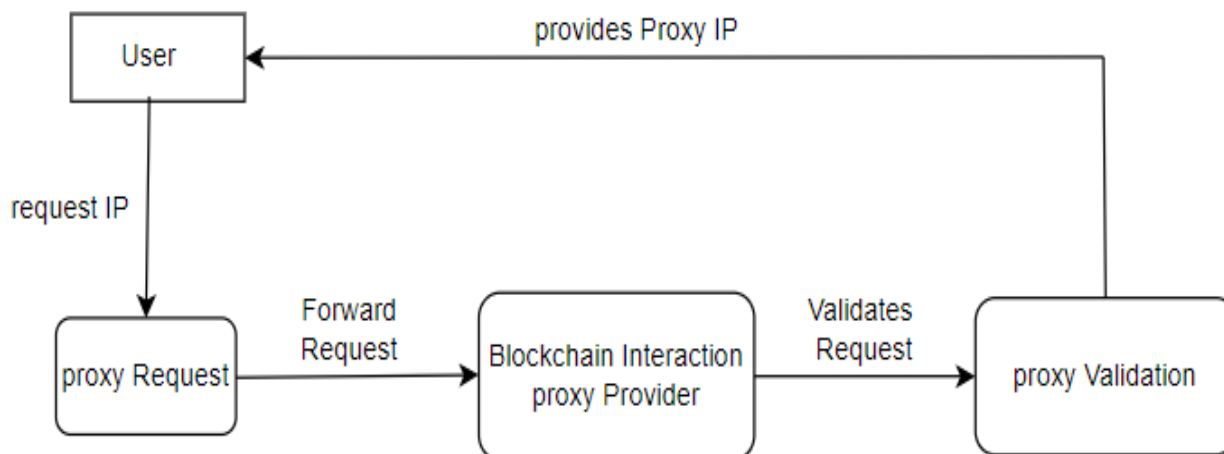 provides Proxy IP
User
request IP
Forward
Request
Validates
Request
proxy Request
Blockchain Interaction
proxy Provider
proxy Validation